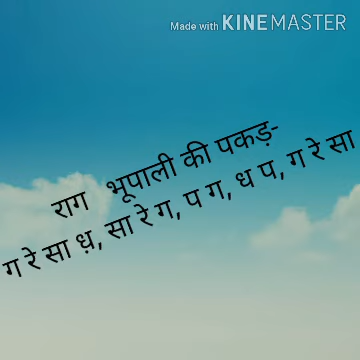 Made with KINEMASTER
राग भूपाली की पकड़-
ग रे सा ध़, सा रे ग, प ग, ध प, ग रे सा